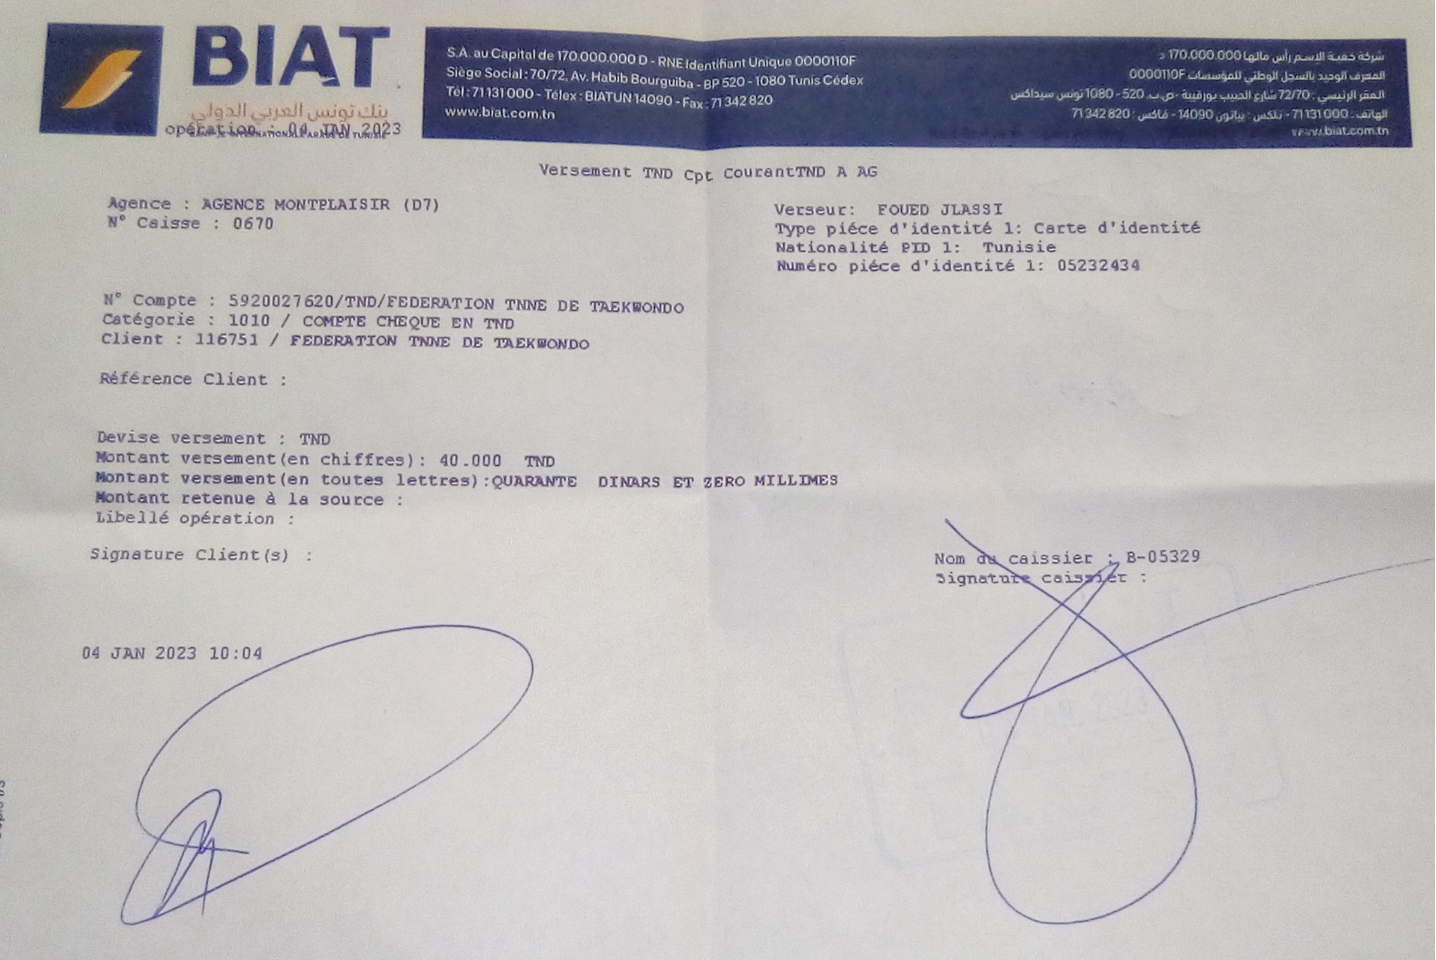 BIAT
بنك تونس العربي الدولي
opération : 04 JAN 2023
S.A. au Capital de 170.000.000 D - RNE Identifiant Unique 0000110F
Siège Social : 70/72, Av. Habib Bourguiba - BP 520 - 1080 Tunis Cédex
Tél : 71 131 000 - Télex : BIATUN 14090 - Fax : 71 342 820
www.biat.com.tn
شركة خفية الإسم رأس مالها 170.000.000 د
المعرف الوحيد بالسجل الوطني للمؤسسات 0000110F
المقر الرئيسي : 72/70 شارع الحبيب بورقيبة -ص.ب. 520 - 1080 تونس سيداكس
الهاتف : 71 131 000 - تلكس : بياتون 14090 - فاكس : 71 342 820
www.biat.com.tn
Versement TND Cpt CourantTND A AG
Agence : AGENCE MONTPLAISIR (D7)
N° Caisse : 0670
Verseur: FOUED JLASSI
Type piéce d'identité 1: Carte d'identité
Nationalité PID 1: Tunisie
Numéro piéce d'identité 1: 05232434
N° Compte : 5920027620/TND/FEDERATION TNNE DE TAEKWONDO
Catégorie : 1010 / COMPTE CHEQUE EN TND
Client : 116751 / FEDERATION TNNE DE TAEKWONDO
Référence Client :
Devise versement : TND
Montant versement(en chiffres): 40.000 TND
Montant versement(en toutes lettres):QUARANTE DINARS ET ZERO MILLIMES
Montant retenue à la source :
Libellé opération :
Signature Client(s) :
Nom du caissier : B-05329
Signature caissier :
04 JAN 2023 10:04